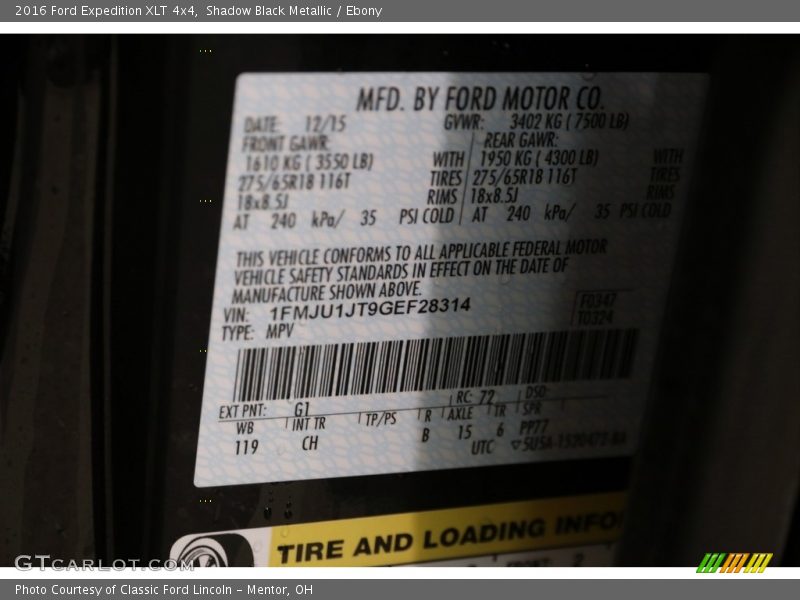 2016 Ford Expedition XLT 4x4,  Shadow Black Metallic / Ebony
MFD. BY FORD MOTOR CO.
DATE: 12/15 GVWR: 3402 KG ( 7500 LB)
FRONT GAWR: REAR GAWR:
1610 KG ( 3550 LB) WITH 1950 KG ( 4300 LB) WITH
275/65R18 116T TIRES 275/65R18 116T TIRES
18x8.5J RIMS 18x8.5J RIMS
AT 240 kPa/ 35 PSI COLD AT 240 kPa/ 35 PSI COLD
THIS VEHICLE CONFORMS TO ALL APPLICABLE FEDERAL MOTOR
VEHICLE SAFETY STANDARDS IN EFFECT ON THE DATE OF
MANUFACTURE SHOWN ABOVE.
VIN: 1FMJU1JT9GEF28314 F0347
TYPE: MPV T0324
EXT PNT: G1 RC: 72 DSO:
WB INT TR TP/PS R AXLE TR SPR
119 CH B 15 6 PP77
UTC
TIRE AND LOADING INFO
GTCARLOT.COM
Photo Courtesy of Classic Ford Lincoln - Mentor, OH